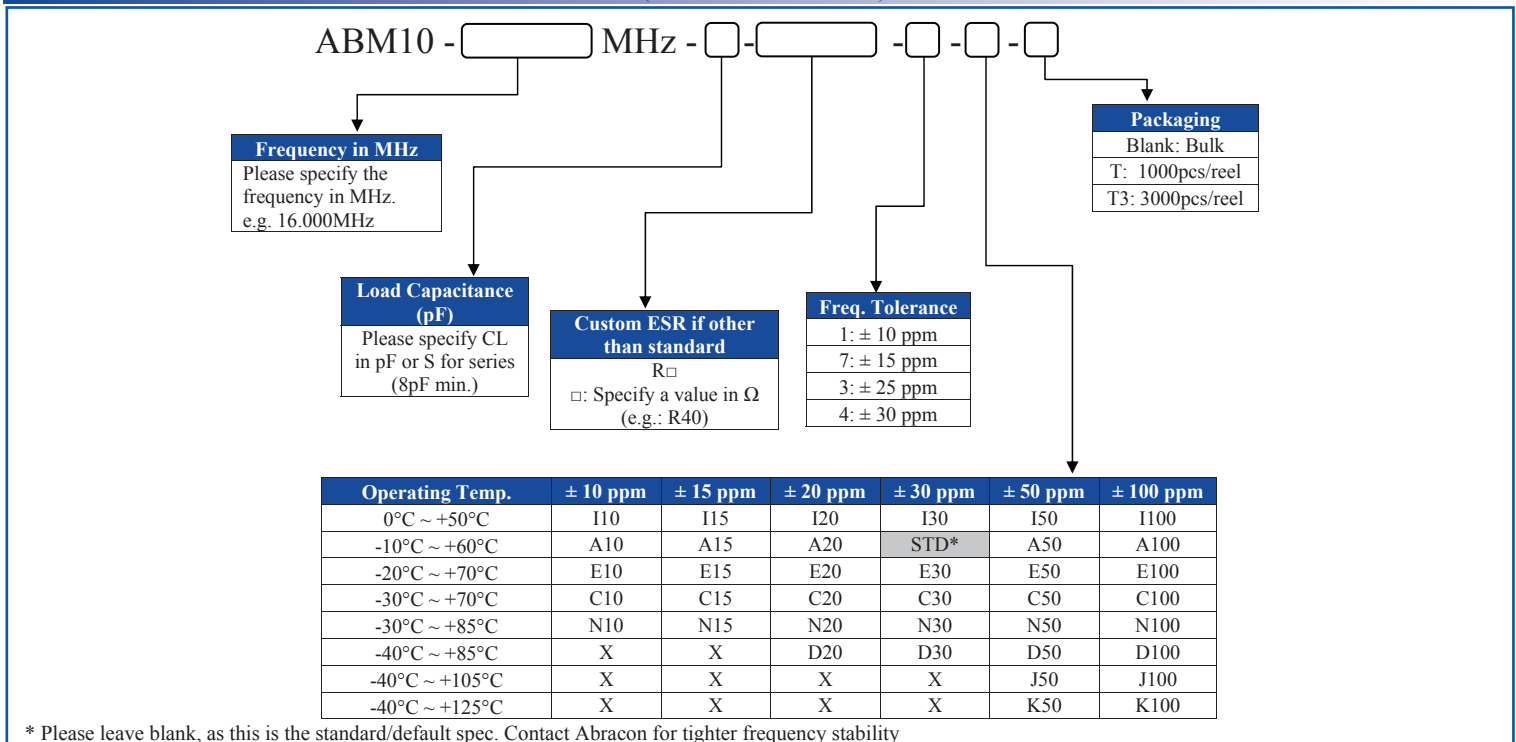 ABM10 - MHz - - - - -
Packaging
Blank: Bulk
T: 1000pcs/reel
T3: 3000pcs/reel
Frequency in MHz
Please specify the
frequency in MHz.
e.g. 16.000MHz
Load Capacitance
(pF)
Please specify CL
in pF or S for series
(8pF min.)
Custom ESR if other
than standard
R□
□: Specify a value in Ω
(e.g.: R40)
Freq. Tolerance
1: ± 10 ppm
7: ± 15 ppm
3: ± 25 ppm
4: ± 30 ppm
Operating Temp. ± 10 ppm ± 15 ppm ± 20 ppm ± 30 ppm ± 50 ppm ± 100 ppm
0°C ~ +50°C I10 I15 I20 I30 I50 I100
-10°C ~ +60°C A10 A15 A20 STD* A50 A100
-20°C ~ +70°C E10 E15 E20 E30 E50 E100
-30°C ~ +70°C C10 C15 C20 C30 C50 C100
-30°C ~ +85°C N10 N15 N20 N30 N50 N100
-40°C ~ +85°C X X D20 D30 D50 D100
-40°C ~ +105°C X X X X J50 J100
-40°C ~ +125°C X X X X K50 K100
* Please leave blank, as this is the standard/default spec. Contact Abracon for tighter frequency stability